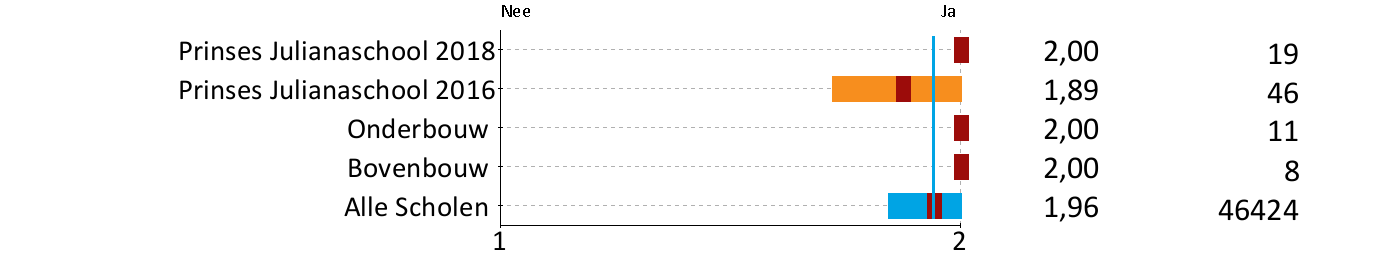 Nee Ja
Prinses Julianaschool 2018 2,00 19
Prinses Julianaschool 2016 1,89 46
Onderbouw 2,00 11
Bovenbouw 2,00 8
Alle Scholen 1,96 46424
1 2